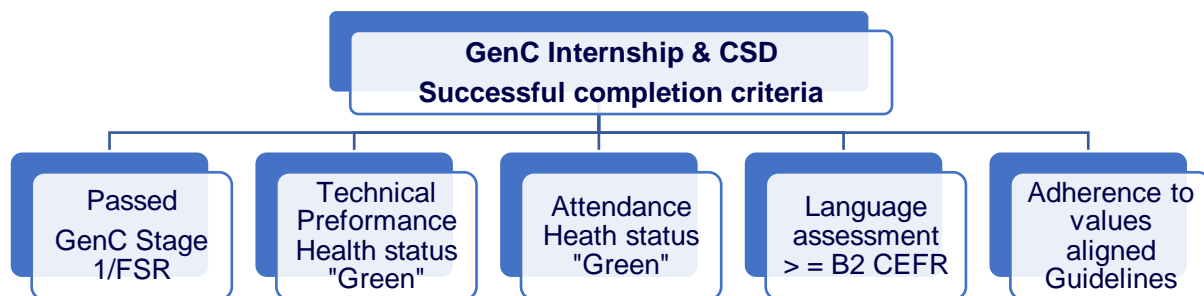 GenC Internship & CSD
Successful completion criteria
Passed
GenC Stage
1/FSR
Technical
Preformance
Health status
"Green"
Attendance
Heath status
"Green"
Language
assessment
> = B2 CEFR
Adherence to
values
aligned
Guidelines